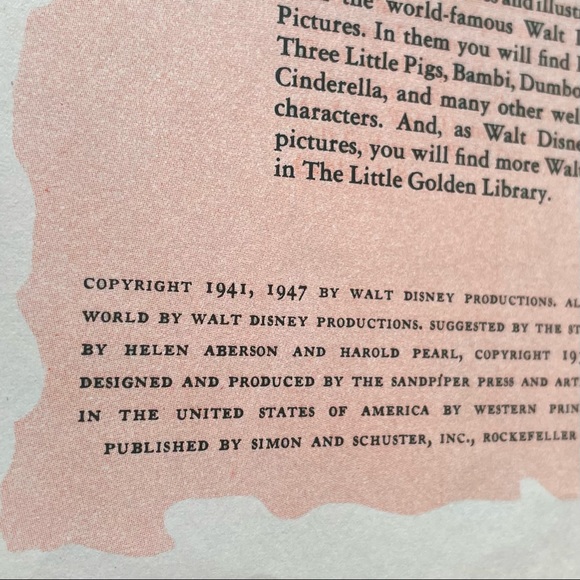 the world-famous Walt
Pictures. In them you will find
Three Little Pigs, Bambi, Dumbo
Cinderella, and many other
characters. And, as Walt
pictures, you will find more
in The Little Golden Library.
COPYRIGHT 1941, 1947 BY WALT DISNEY PRODUCTIONS.
WORLD BY WALT DISNEY PRODUCTIONS. SUGGESTED BY THE
BY HELEN ABERSON AND HAROLD PEARL, COPYRIGHT
DESIGNED AND PRODUCED BY THE SANDPIPER PRESS AND
IN THE UNITED STATES OF AMERICA BY WESTERN
PUBLISHED BY SIMON AND SCHUSTER, INC., ROCKEFELLER